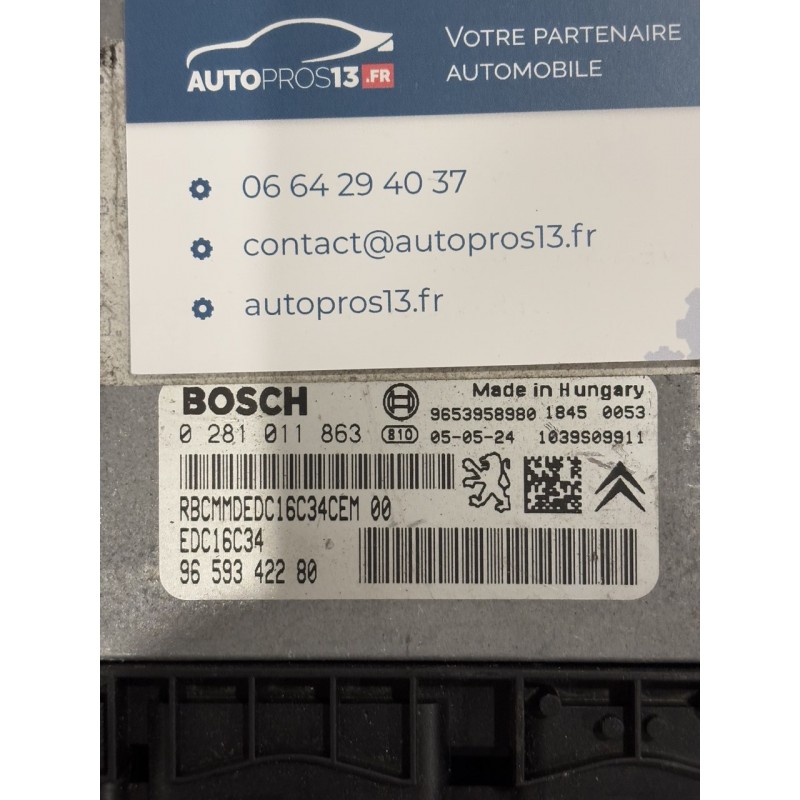 AUTOPROS13.FR
VOTRE PARTENAIRE
AUTOMOBILE
06 64 29 40 37
contact@autopros13.fr
autopros13.fr
BOSCH
Made in Hungary
9653958980 1845 0053
0 281 011 863 810 05-05-24 1039S09911
RBCMMDEDC16C34CEM 00
EDC16C34
96 593 422 80